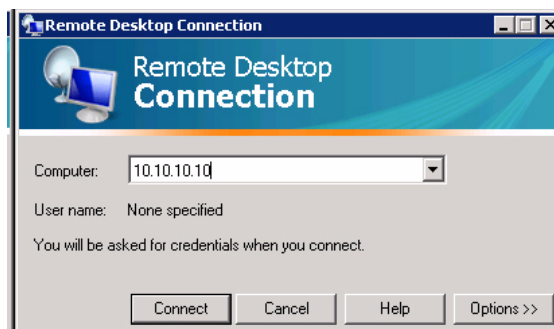 Remote Desktop Connection
Remote Desktop
Connection
Computer: 10.10.10.10
User name: None specified
You will be asked for credentials when you connect.
Connect Cancel Help Options >>